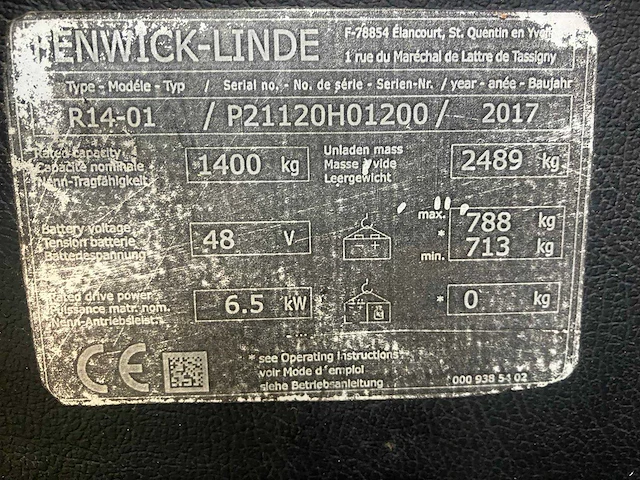 FENWICK-LINDE
F-78854 Élancourt, St. Quentin en Yvel
1 rue du Maréchal de Lattre de Tassigny
Type - Modéle - Typ / Serial no. - No. de série - Serien-Nr. / year - anée - Baujahr
R14-01 / P21120H01200 / 2017
Rated capacity
Capacité nominale
Nenn-Tragfähigkeit
1400 kg
Unladen mass
Masse à vide
Leergewicht
2489 kg
Battery voltage
Tension batterie
Batteriespannung
48 V
max. 788 kg
*
min. 713 kg
Rated drive power
Puissance matr. nom.
Nenn-Antriebsleist.
6.5 kW
* 0 kg
CE
* see Operating Instructions
voir Mode d'emploi
siehe Betriebsanleitung
000 938 54 02